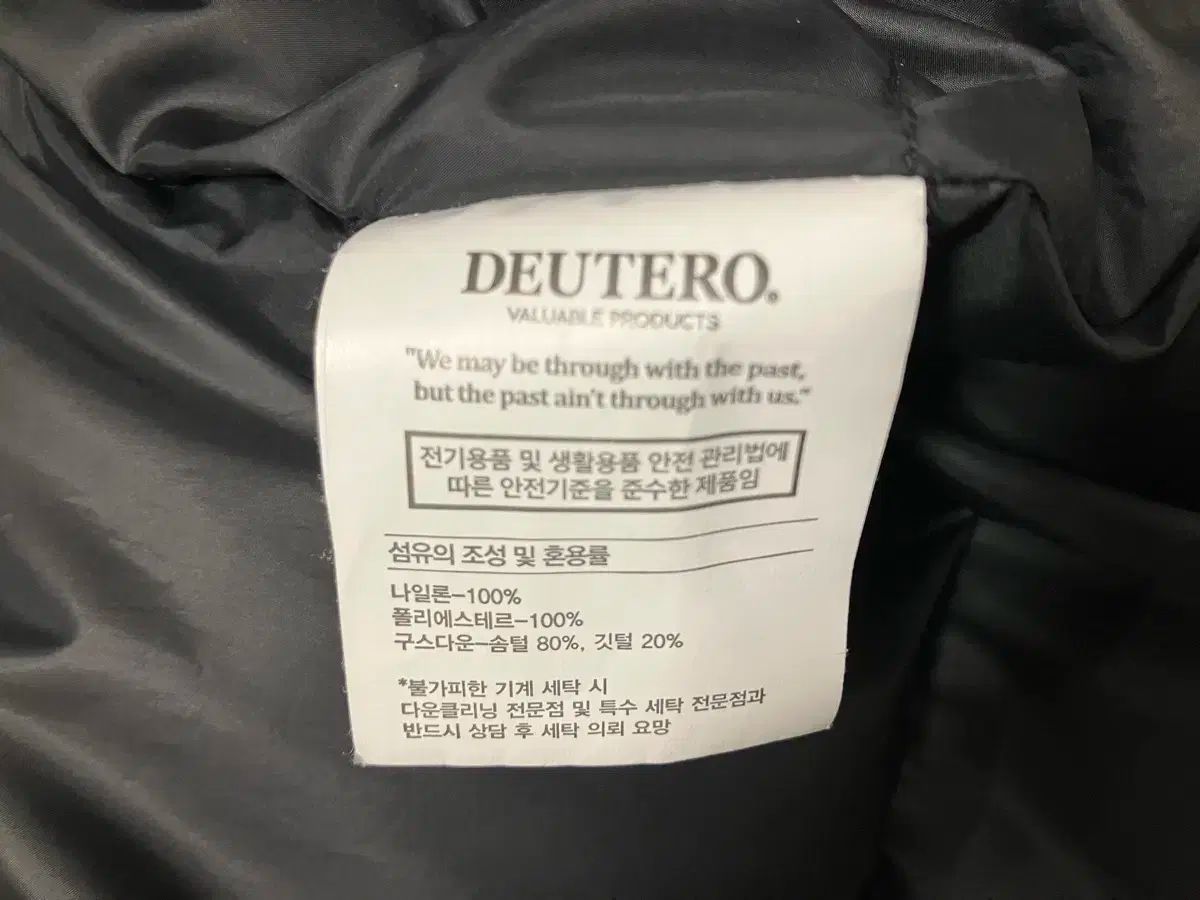 DEUTERO.
VALUABLE PRODUCTS
"We may be through with the past,
but the past ain't through with us."
전기용품 및 생활용품 안전 관리법에
따른 안전기준을 준수한 제품임
섬유의 조성 및 혼용률
나일론-100%
폴리에스테르-100%
구스다운-솜털 80%, 깃털 20%
*불가피한 기계 세탁 시
다운클리닝 전문점 및 특수 세탁 전문점과
반드시 상담 후 세탁 의뢰 요망